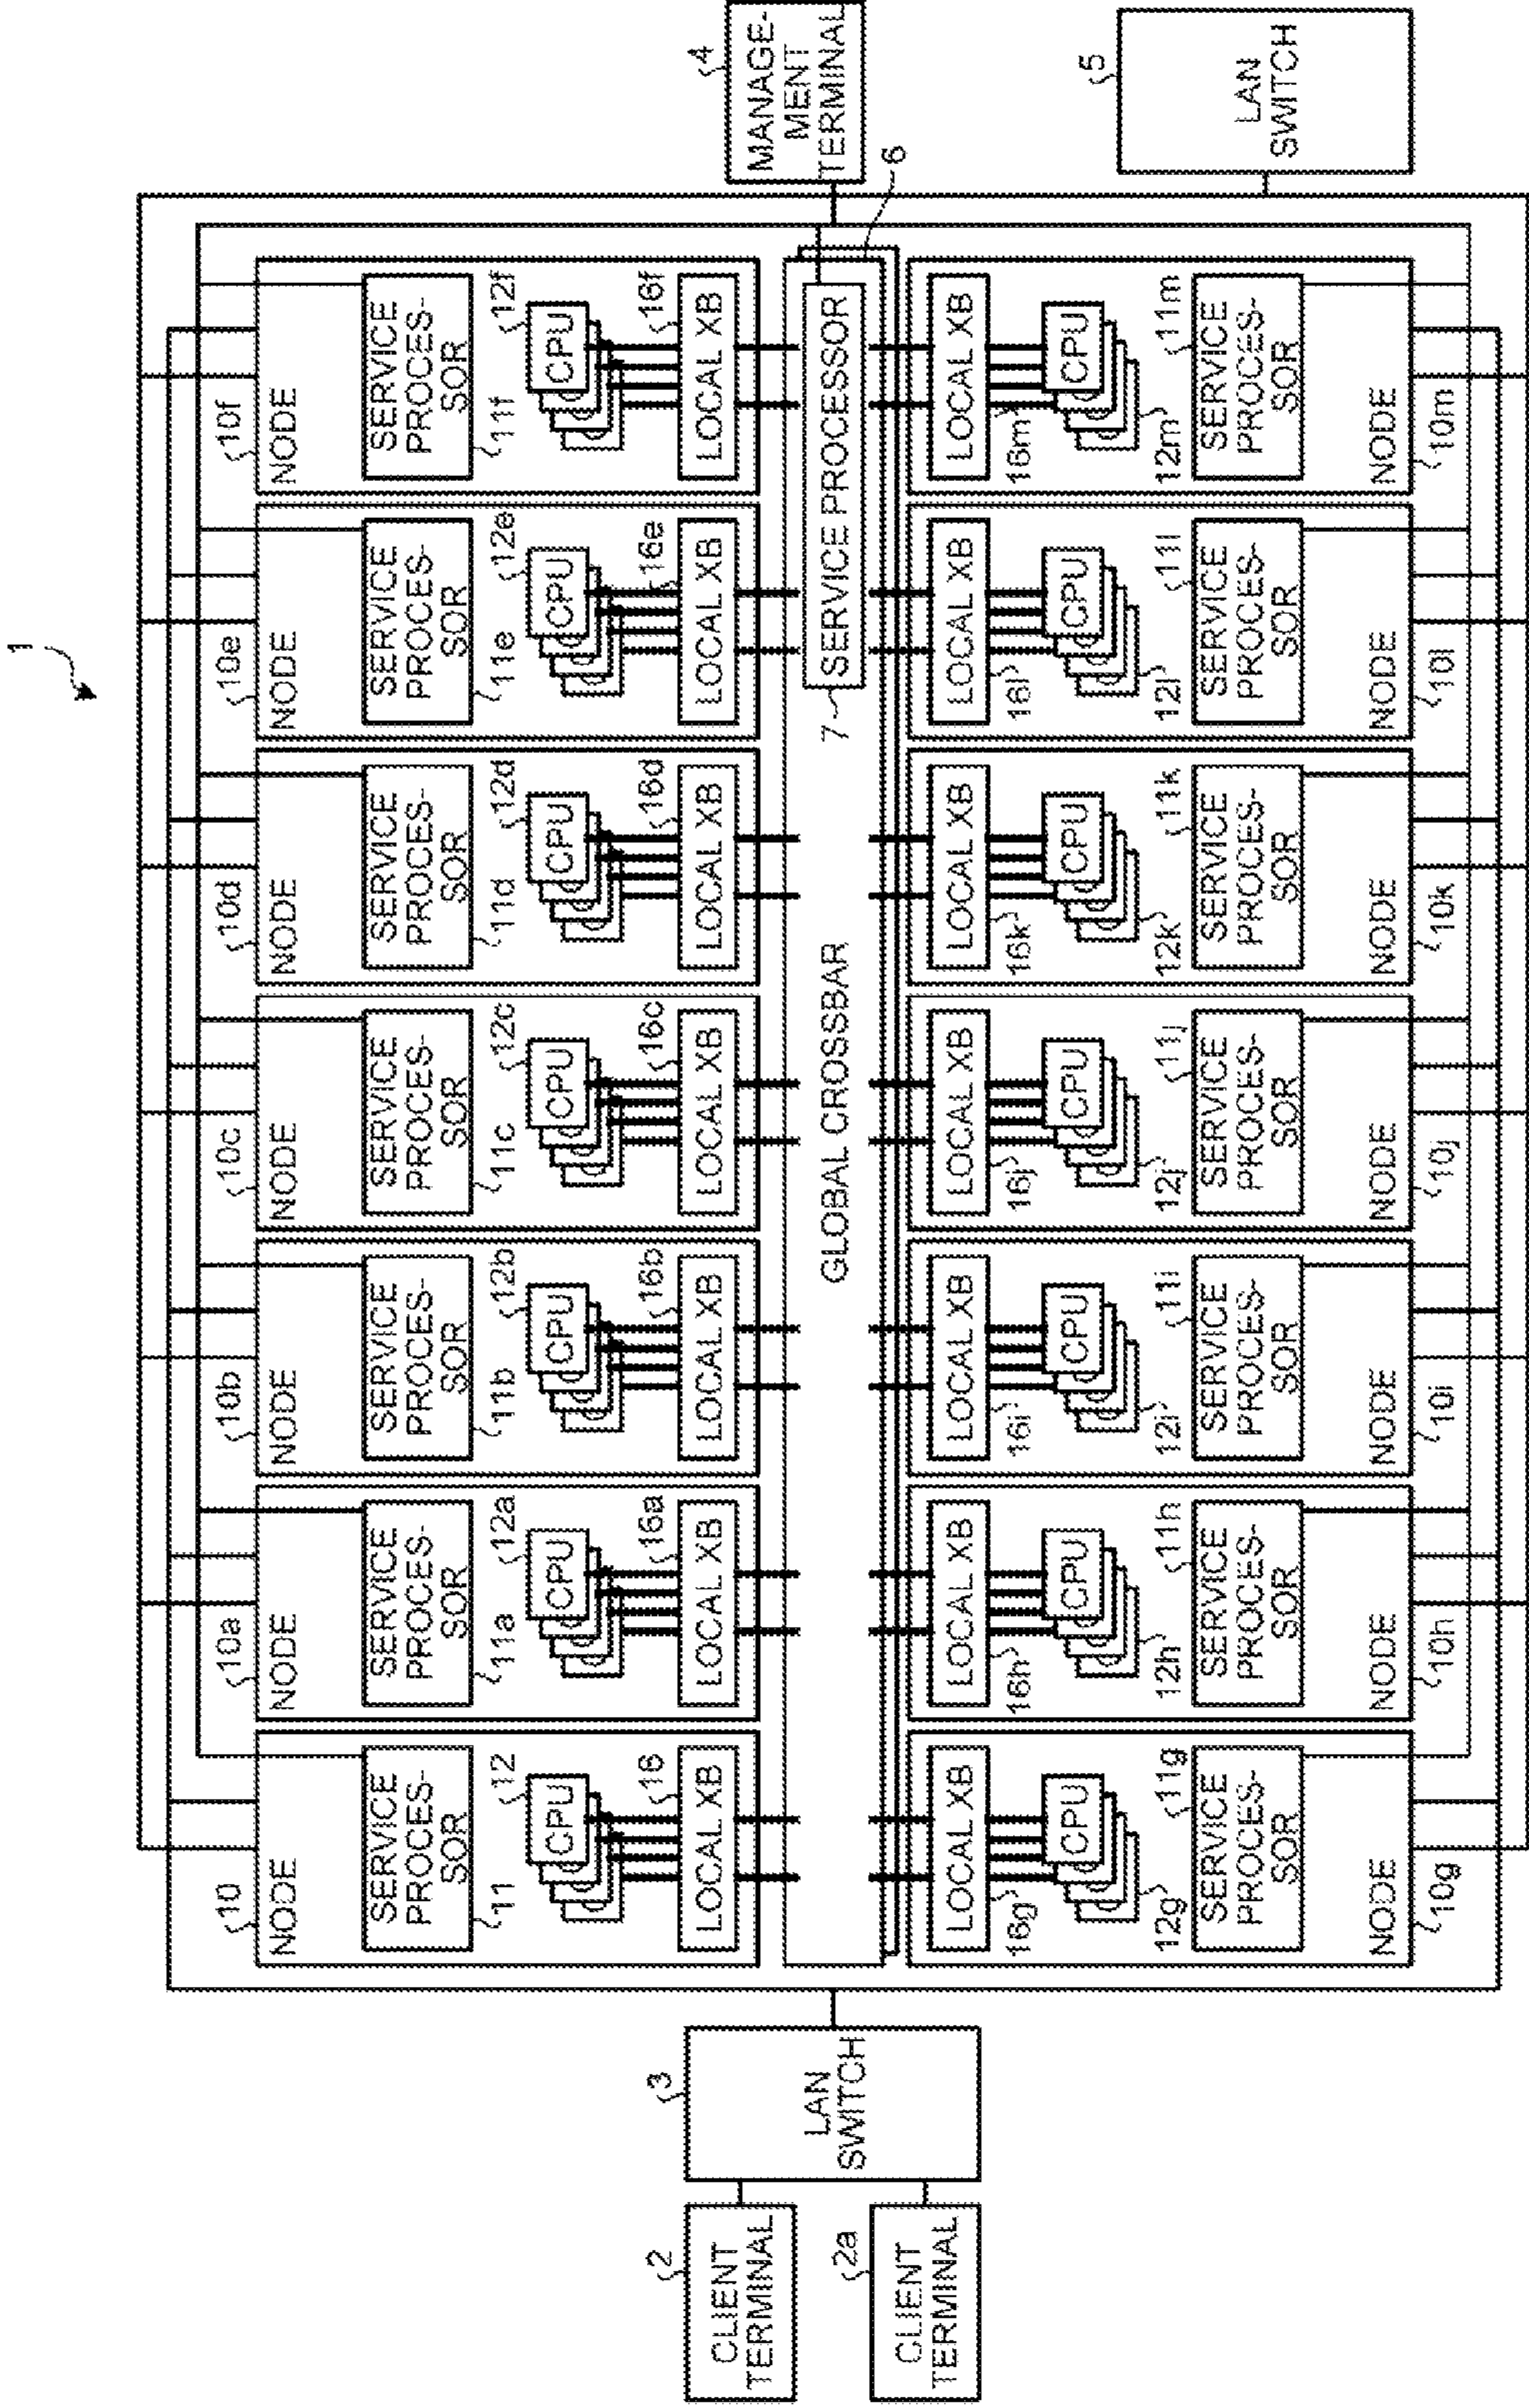 1
10
NODE
SERVICE
PROCES-
SOR
11
12
CPU
16
LOCAL XB
10a
NODE
SERVICE
PROCES-
SOR
11a
12a
CPU
16a
LOCAL XB
10b
NODE
SERVICE
PROCES-
SOR
11b
12b
CPU
16b
LOCAL XB
10c
NODE
SERVICE
PROCES-
SOR
11c
12c
CPU
16c
LOCAL XB
10d
NODE
SERVICE
PROCES-
SOR
11d
12d
CPU
16d
LOCAL XB
10e
NODE
SERVICE
PROCES-
SOR
11e
12e
CPU
16e
LOCAL XB
10f
NODE
SERVICE
PROCES-
SOR
11f
12f
CPU
16f
LOCAL XB
2
CLIENT
TERMINAL
2a
CLIENT
TERMINAL
3
LAN
SWITCH
GLOBAL CROSSBAR
7
SERVICE PROCESSOR
6
4
MANAGE-
MENT
TERMINAL
5
LAN
SWITCH
LOCAL XB
16g
CPU
12g
11g
SERVICE
PROCES-
SOR
NODE
10g
LOCAL XB
16h
CPU
12h
11h
SERVICE
PROCES-
SOR
NODE
10h
LOCAL XB
16i
CPU
12i
11i
SERVICE
PROCES-
SOR
NODE
10i
LOCAL XB
16j
CPU
12j
11j
SERVICE
PROCES-
SOR
NODE
10j
LOCAL XB
16k
CPU
12k
11k
SERVICE
PROCES-
SOR
NODE
10k
LOCAL XB
16l
CPU
12l
11l
SERVICE
PROCES-
SOR
NODE
10l
LOCAL XB
16m
CPU
12m
11m
SERVICE
PROCES-
SOR
NODE
10m